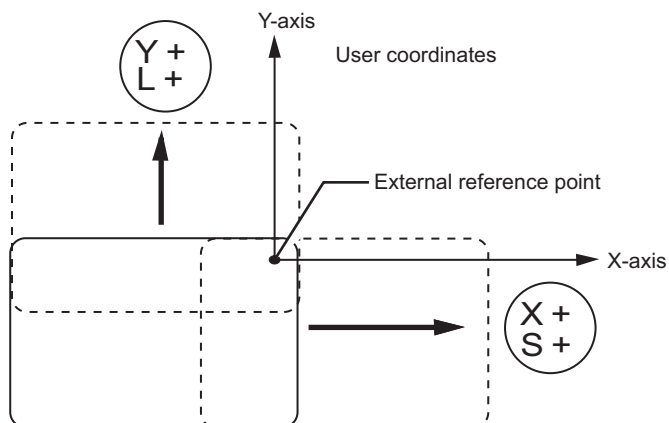 Y-axis
Y +
L +
User coordinates
External reference point
X-axis
X +
S +